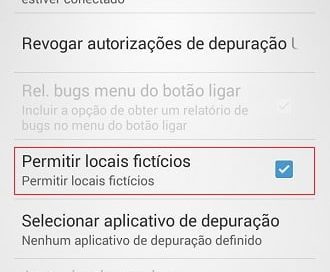 estiver conectado
Revogar autorizações de depuração
Rel. bugs menu do botão ligar
Incluir a opção de obter um relatório de
bugs no menu do botão ligar
Permitir locais fictícios
Permitir locais fictícios
Selecionar aplicativo de depuração
Nenhum aplicativo de depuração definido